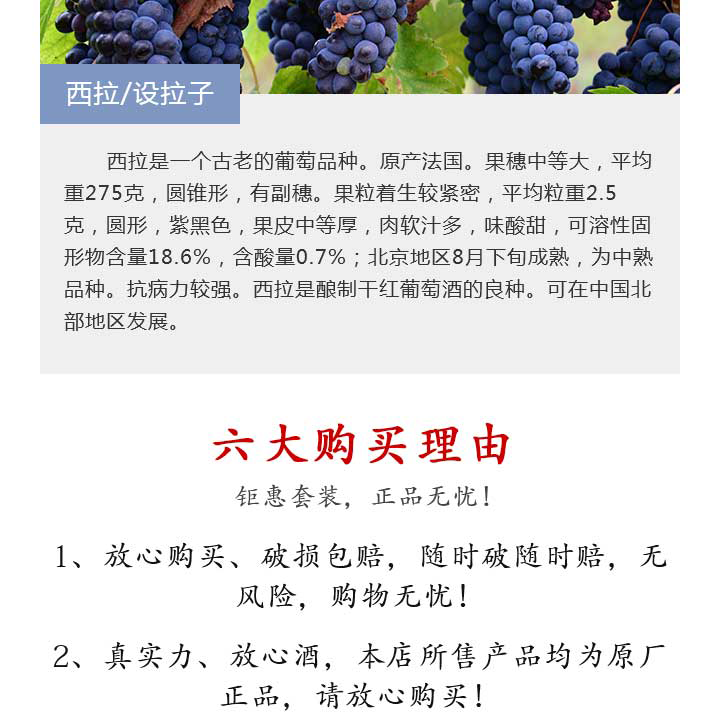 西拉/设拉子
西拉是一个古老的葡萄品种。原产法国。果穗中等大，平均
重275克，圆锥形，有副穗。果粒着生较紧密，平均粒重2.5
克，圆形，紫黑色，果皮中等厚，肉软汁多，味酸甜，可溶性固
形物含量18.6%，含酸量0.7%；北京地区8月下旬成熟，为中熟
品种。抗病力较强。西拉是酿制干红葡萄酒的良种。可在中国北
部地区发展。
六大购买理由
钜惠套装，正品无忧！
1、放心购买、破损包赔，随时破随时赔，无
风险，购物无忧！
2、真实力、放心酒，本店所售产品均为原厂
正品，请放心购买！